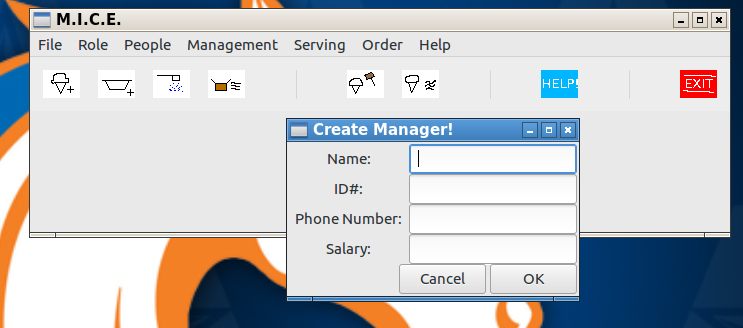 M.I.C.E.
File Role People Management Serving Order Help
HELP! EXIT
Create Manager!
Name:
ID#:
Phone Number:
Salary:
Cancel OK